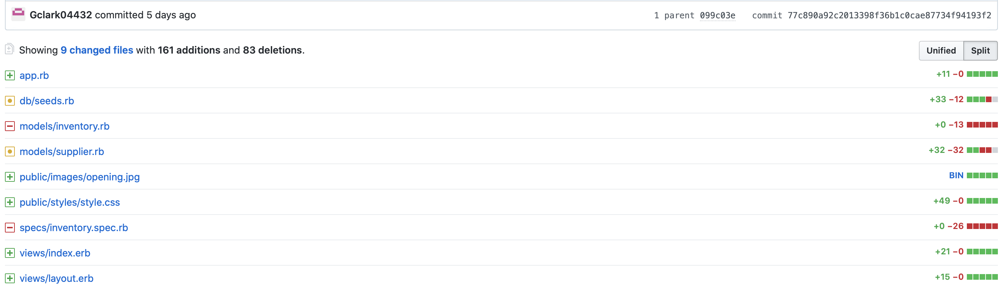 Gclark04432 committed 5 days ago 1 parent 099c03e commit 77c890a92c2013398f36b1c0cae87734f94193f2
Showing 9 changed files with 161 additions and 83 deletions. Unified Split
app.rb +11 −0
db/seeds.rb +33 −12
models/inventory.rb +0 −13
models/supplier.rb +32 −32
public/images/opening.jpg BIN
public/styles/style.css +49 −0
specs/inventory.spec.rb +0 −26
views/index.erb +21 −0
views/layout.erb +15 −0